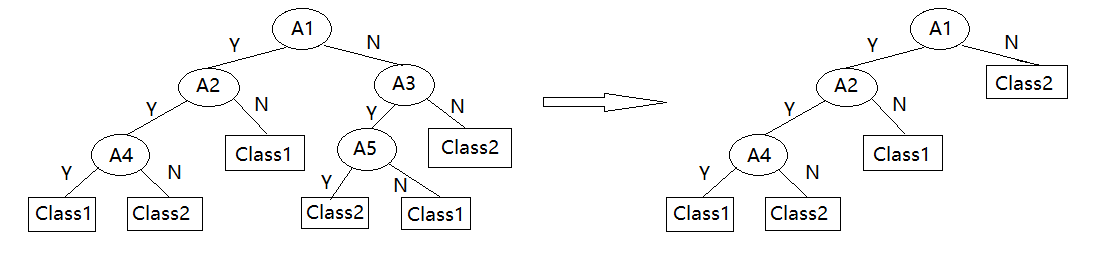 A1 A1
Y N Y N
A2 A3 A2 Class2
Y N Y N Y N
A4 Class1 A5 Class2 A4 Class1
Y N Y N Y N
Class1 Class2 Class2 Class1 Class1 Class2